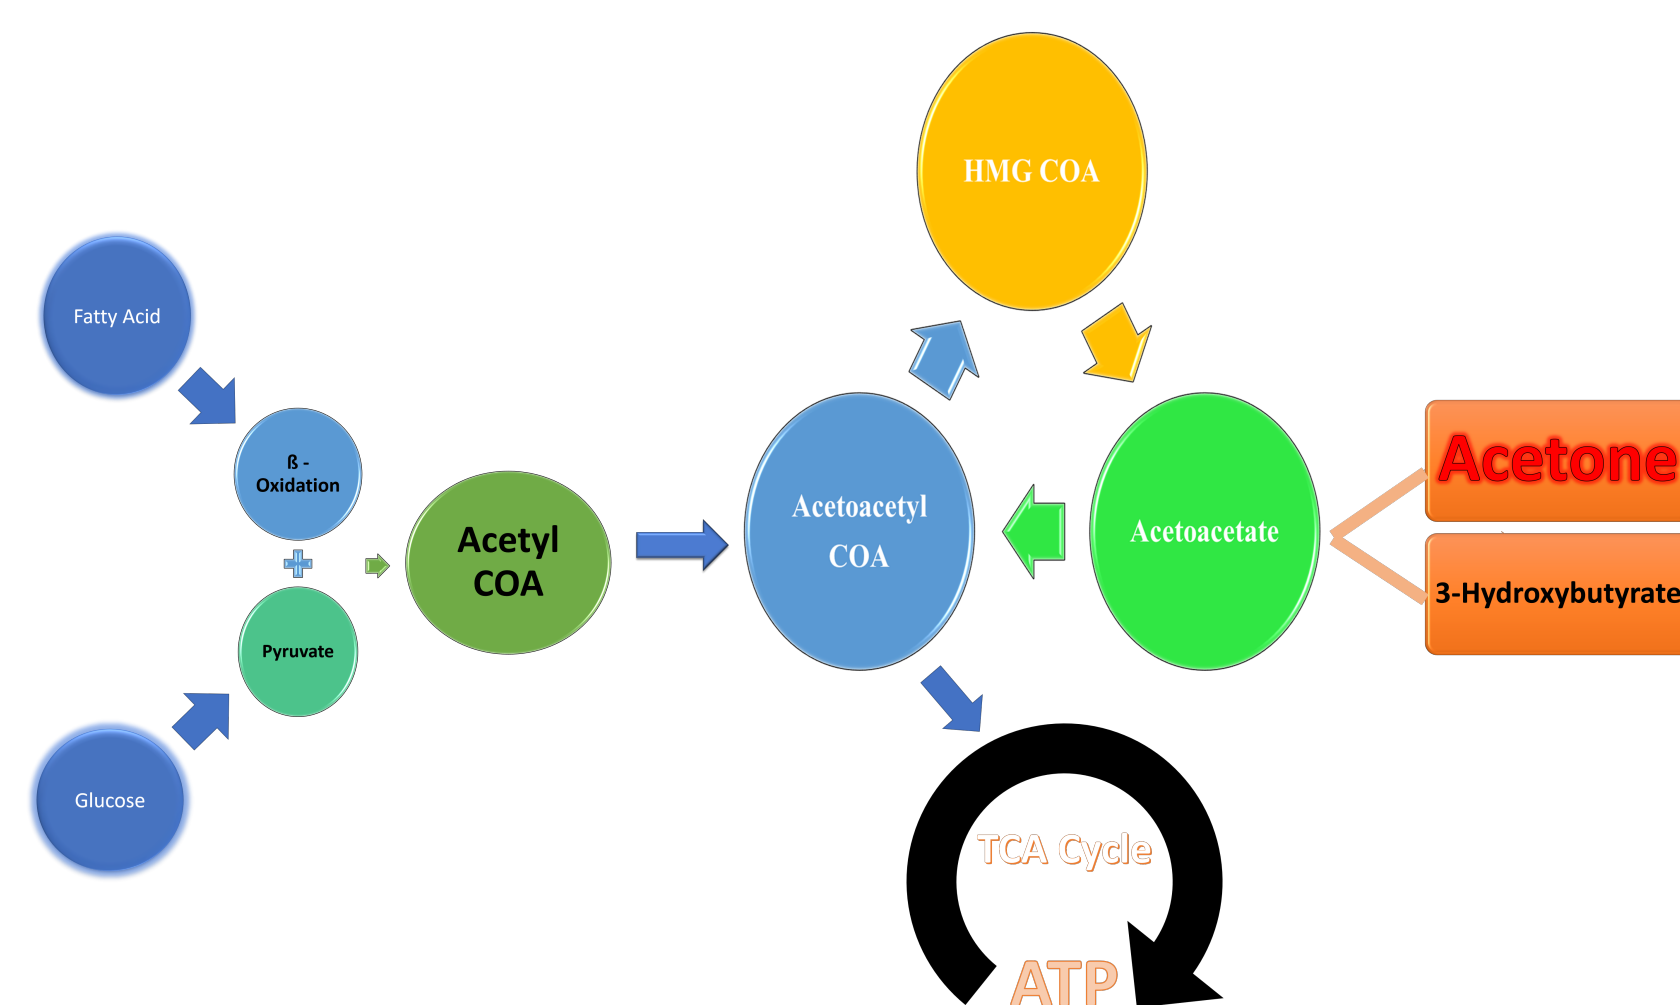 HMG COA
Fatty Acid
ß -
Oxidation
Pyruvate
Glucose
Acetyl
COA
Acetoacetyl
COA
Acetoacetate
Acetone
3-Hydroxybutyrate
TCA Cycle
ATP